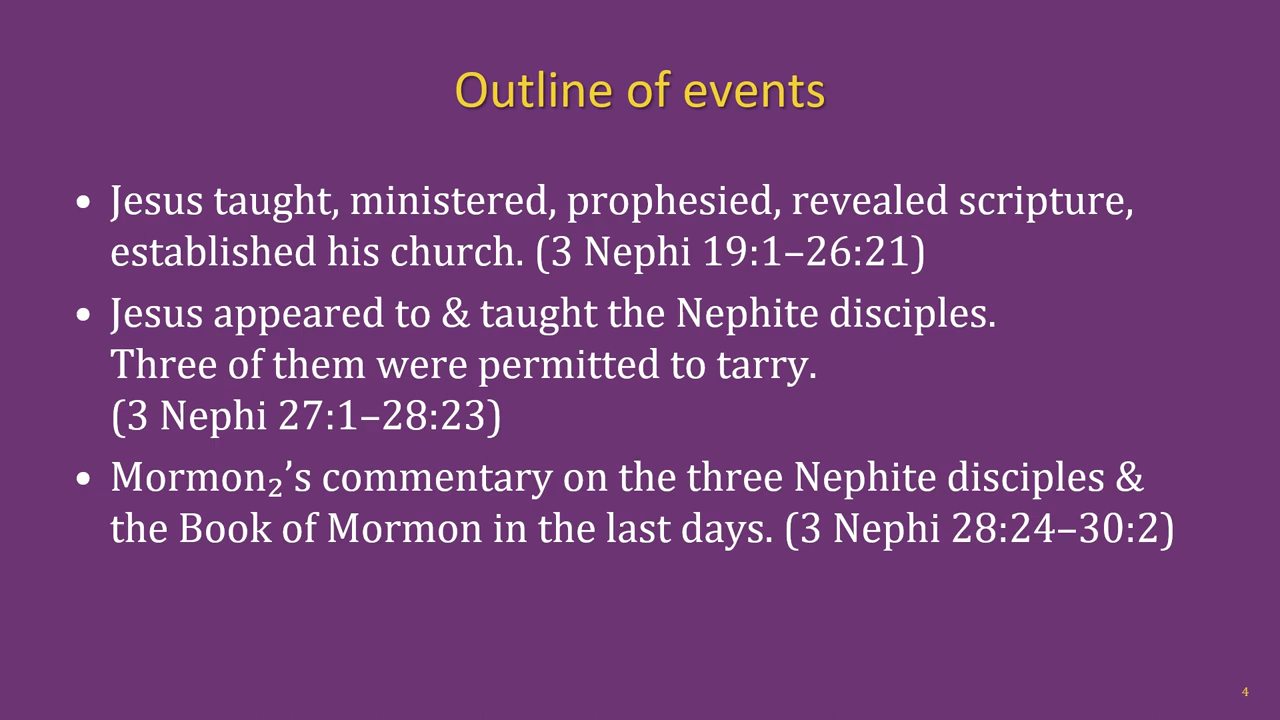 Outline of events
• Jesus taught, ministered, prophesied, revealed scripture,
established his church. (3 Nephi 19:1–26:21)
• Jesus appeared to & taught the Nephite disciples.
Three of them were permitted to tarry.
(3 Nephi 27:1–28:23)
• Mormon₂’s commentary on the three Nephite disciples &
the Book of Mormon in the last days. (3 Nephi 28:24–30:2)
4